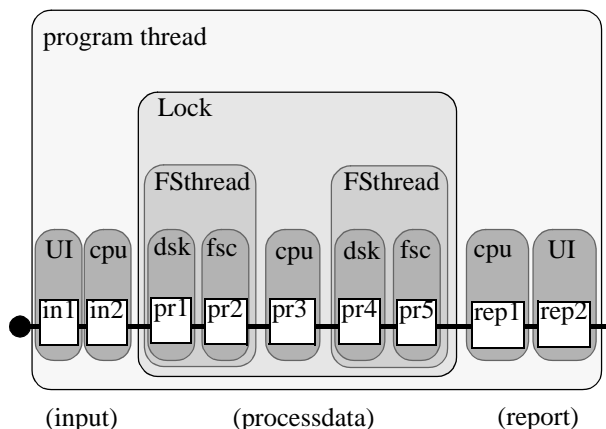 program thread
Lock
FSthread FSthread
UI cpu dsk fsc cpu dsk fsc cpu UI
in1 in2 pr1 pr2 pr3 pr4 pr5 rep1 rep2
(input) (processdata) (report)